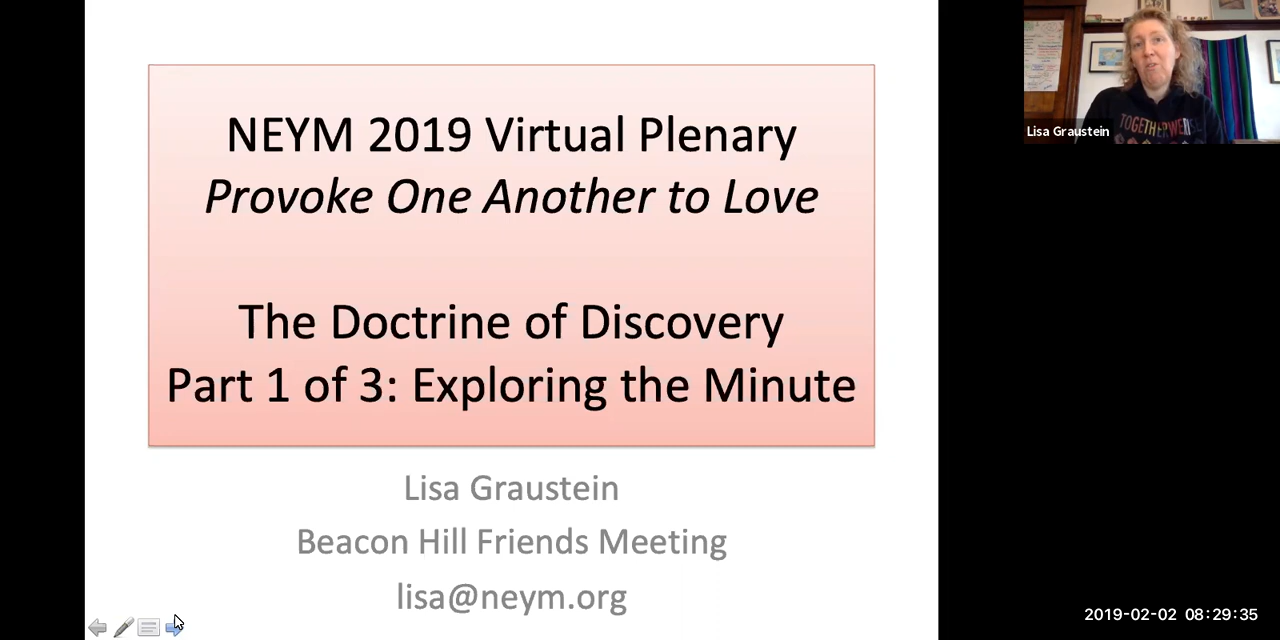 NEYM 2019 Virtual Plenary
Provoke One Another to Love
The Doctrine of Discovery
Part 1 of 3: Exploring the Minute
Lisa Graustein
Beacon Hill Friends Meeting
lisa@neym.org
Lisa Graustein
2019-02-02 08:29:35